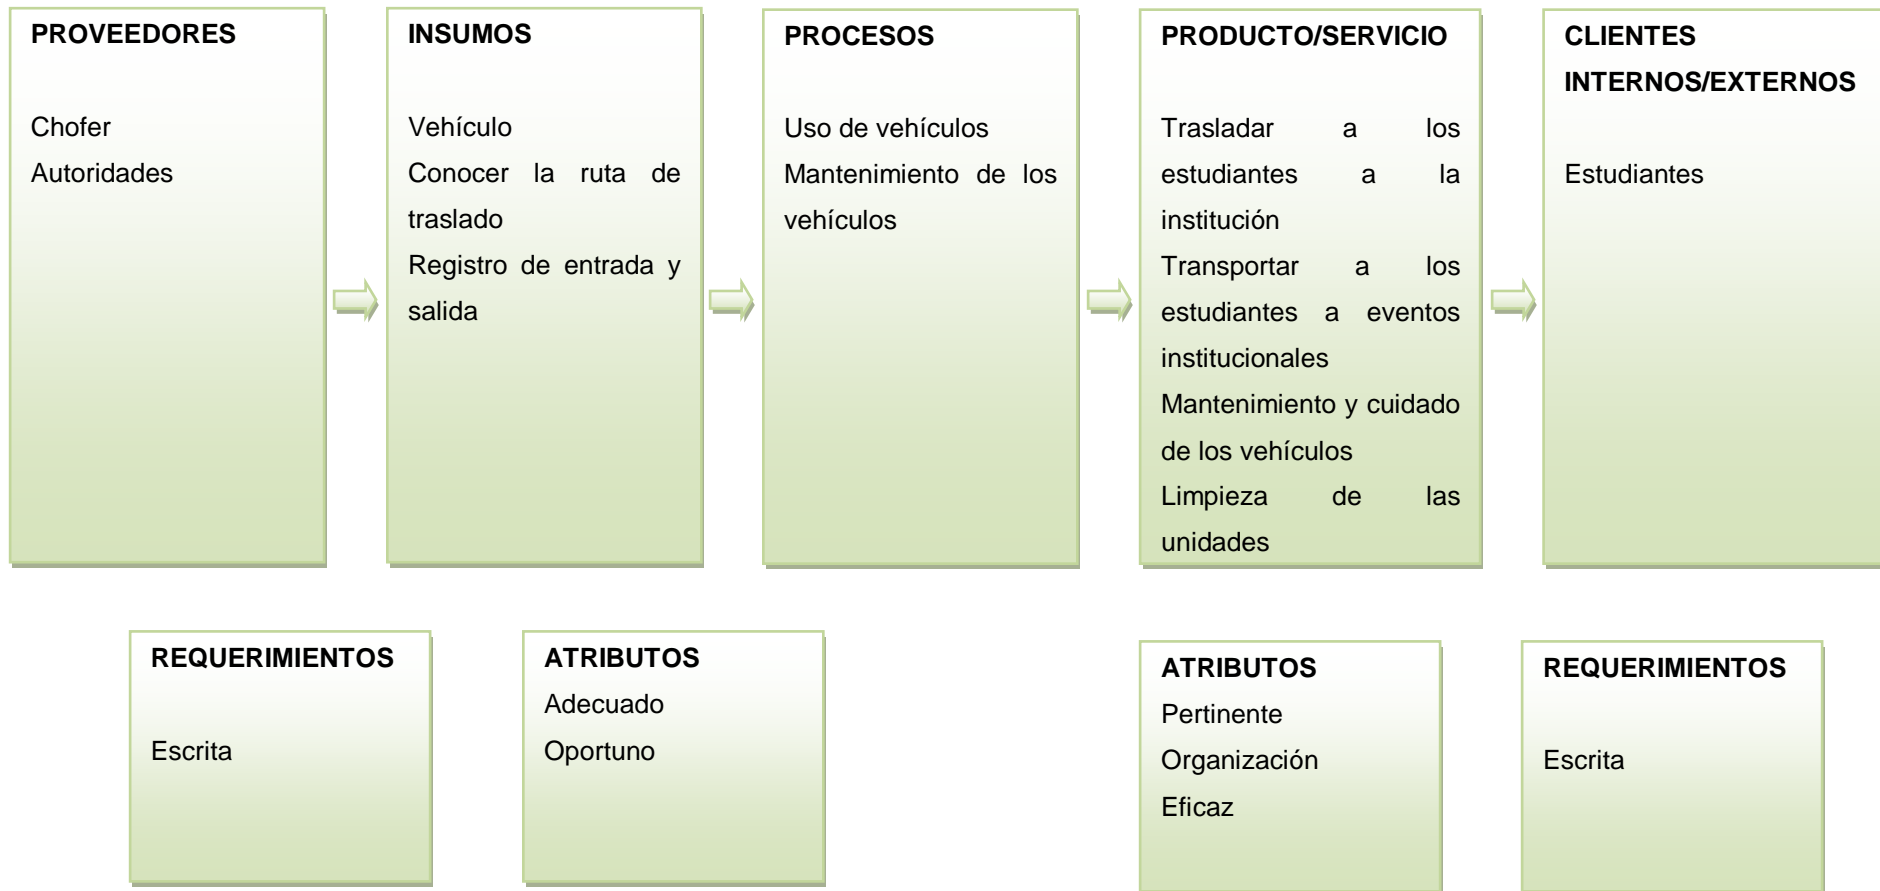 PROVEEDORES
Chofer
Autoridades
INSUMOS
Vehículo
Conocer la ruta de
traslado
Registro de entrada y
salida
PROCESOS
Uso de vehículos
Mantenimiento de los
vehículos
PRODUCTO/SERVICIO
Trasladar a los
estudiantes a la
institución
Transportar a los
estudiantes a eventos
institucionales
Mantenimiento y cuidado
de los vehículos
Limpieza de las
unidades
CLIENTES
INTERNOS/EXTERNOS
Estudiantes
REQUERIMIENTOS
Escrita
ATRIBUTOS
Adecuado
Oportuno
ATRIBUTOS
Pertinente
Organización
Eficaz
REQUERIMIENTOS
Escrita